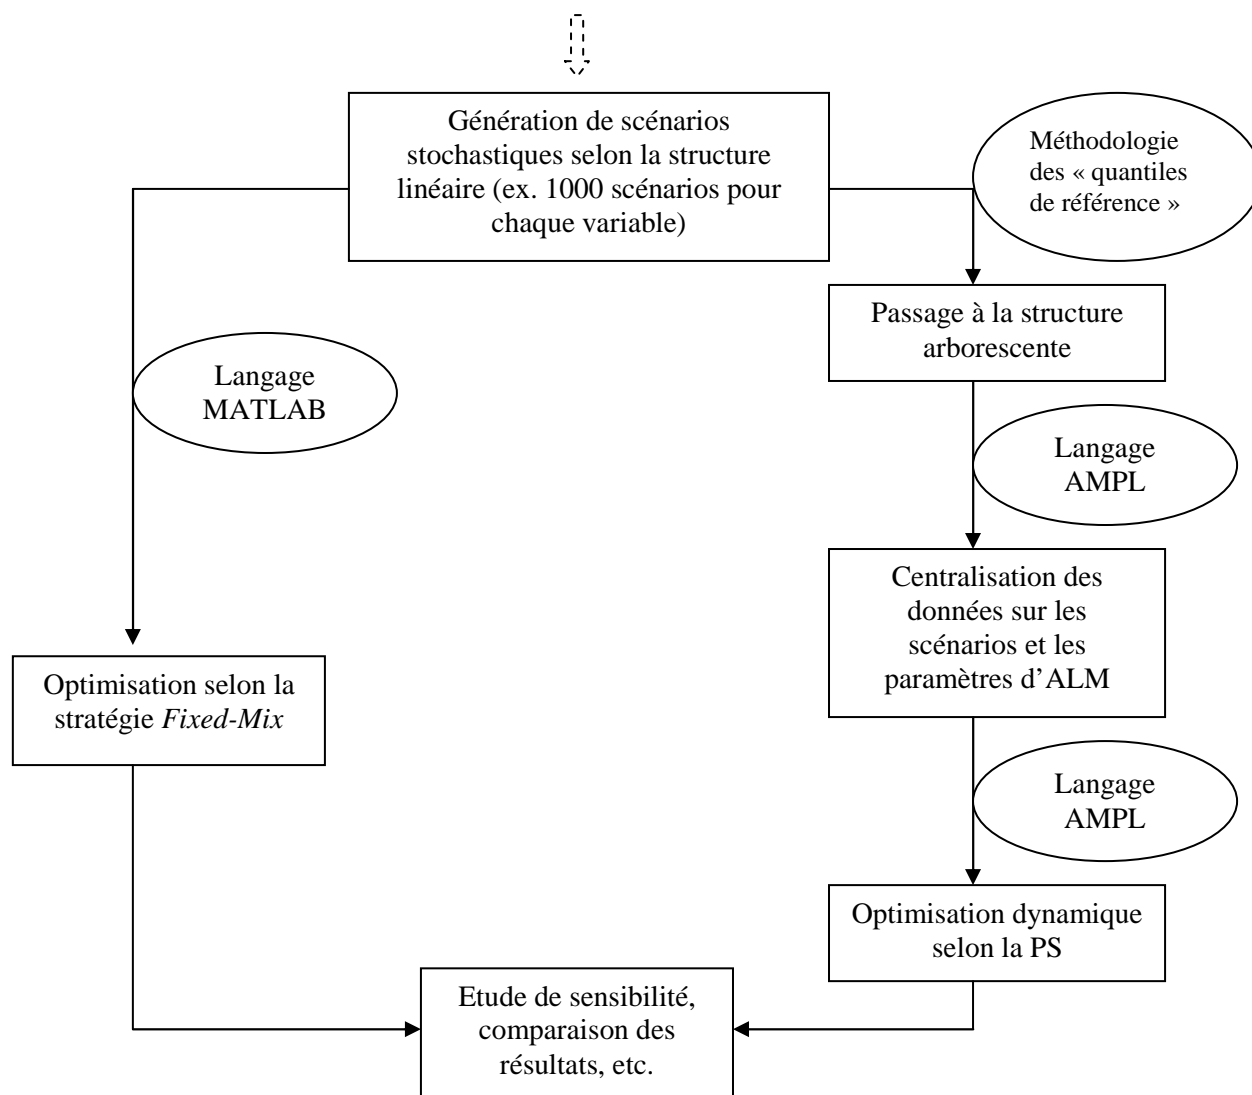 Génération de scénarios
stochastiques selon la structure
linéaire (ex. 1000 scénarios pour
chaque variable)
Méthodologie
des « quantiles
de référence »
Passage à la structure
arborescente
Langage
MATLAB
Langage
AMPL
Centralisation des
données sur les
scénarios et les
paramètres d’ALM
Optimisation selon la
stratégie Fixed-Mix
Langage
AMPL
Optimisation dynamique
selon la PS
Etude de sensibilité,
comparaison des
résultats, etc.